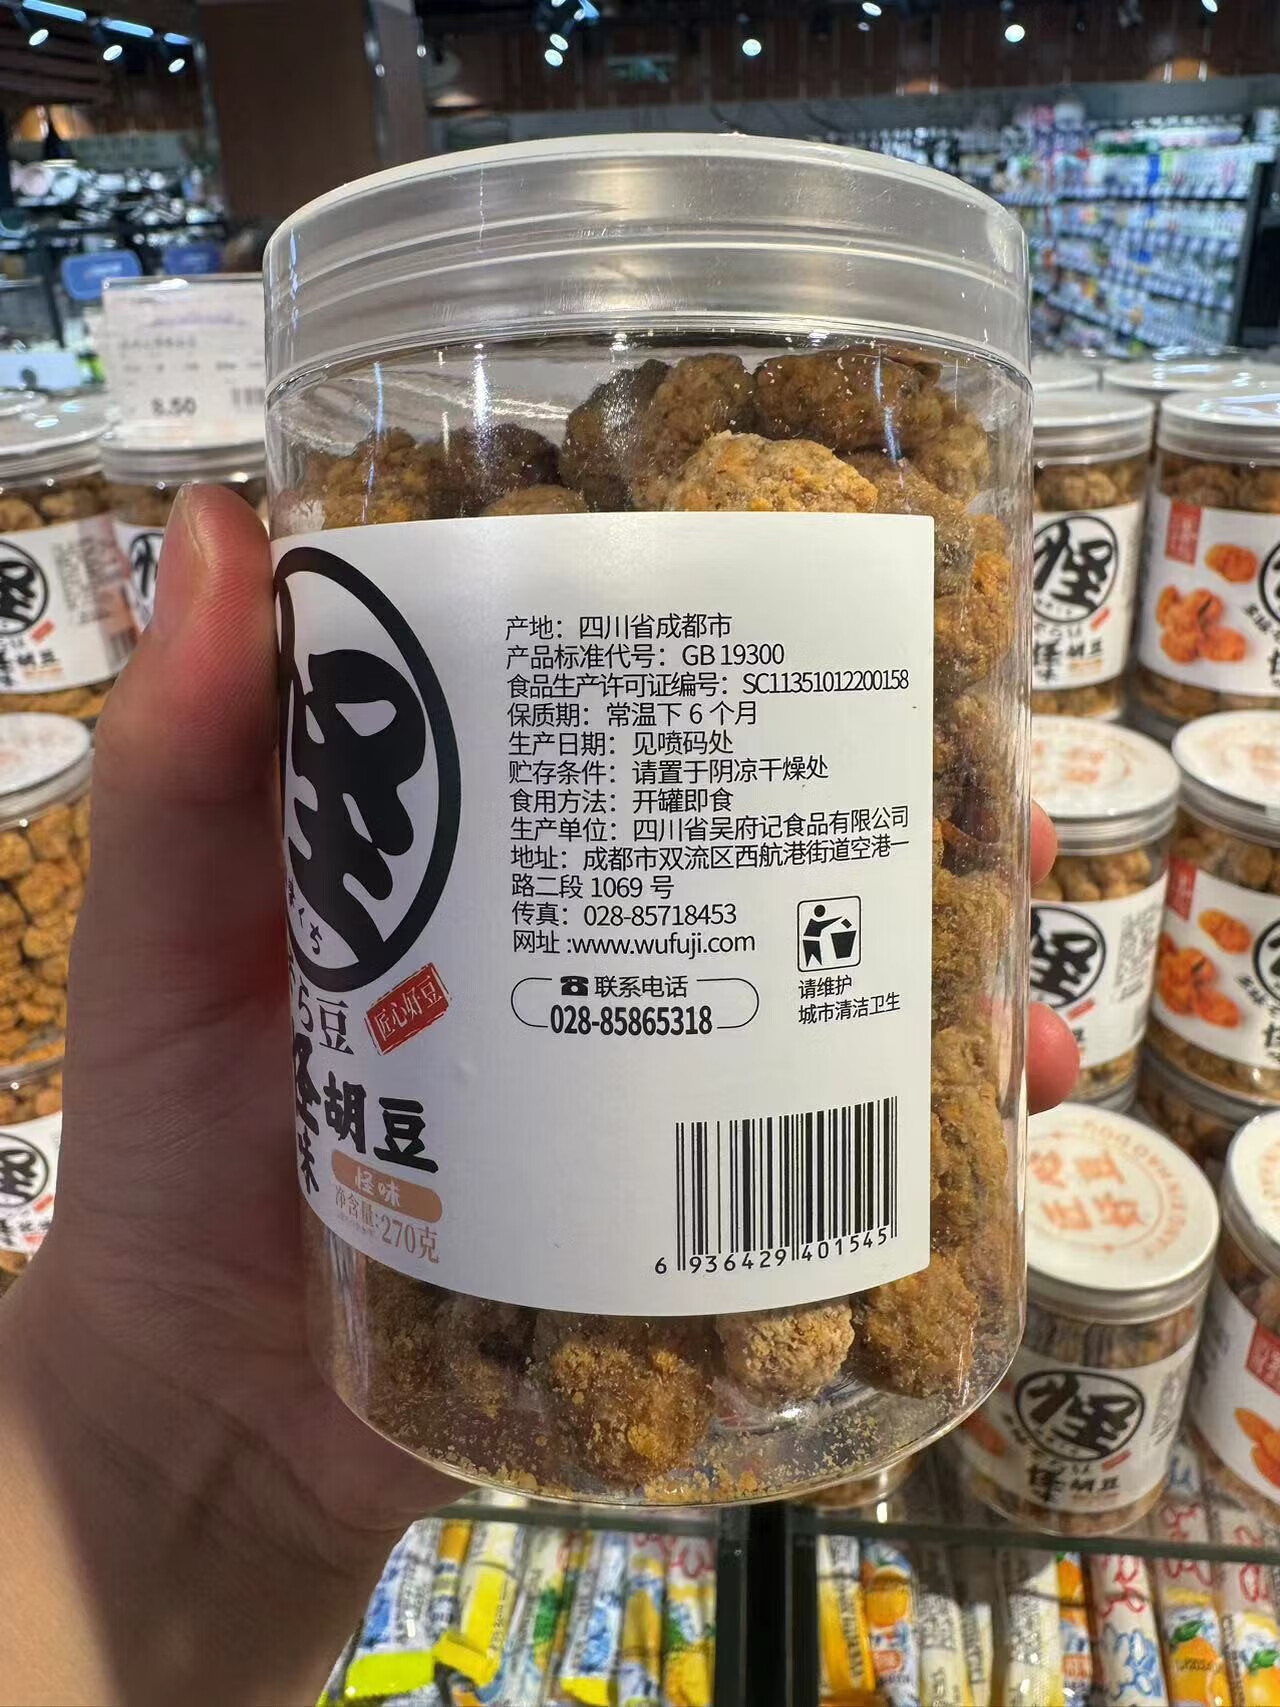 8.50
怪
产地：四川省成都市
产品标准代号：GB 19300
食品生产许可证编号：SC11351012200158
保质期：常温下 6 个月
生产日期：见喷码处
贮存条件：请置于阴凉干燥处
食用方法：开罐即食
生产单位：四川省吴府记食品有限公司
地址：成都市双流区西航港街道空港一
路二段 1069 号
传真：028-85718453
网址:www.wufuji.com
联系电话
028-85865318
请维护
城市清洁卫生
匠心好豆
怪味胡豆
怪味
净含量:270克
6 936429 401545
怪
怪
怪
怪